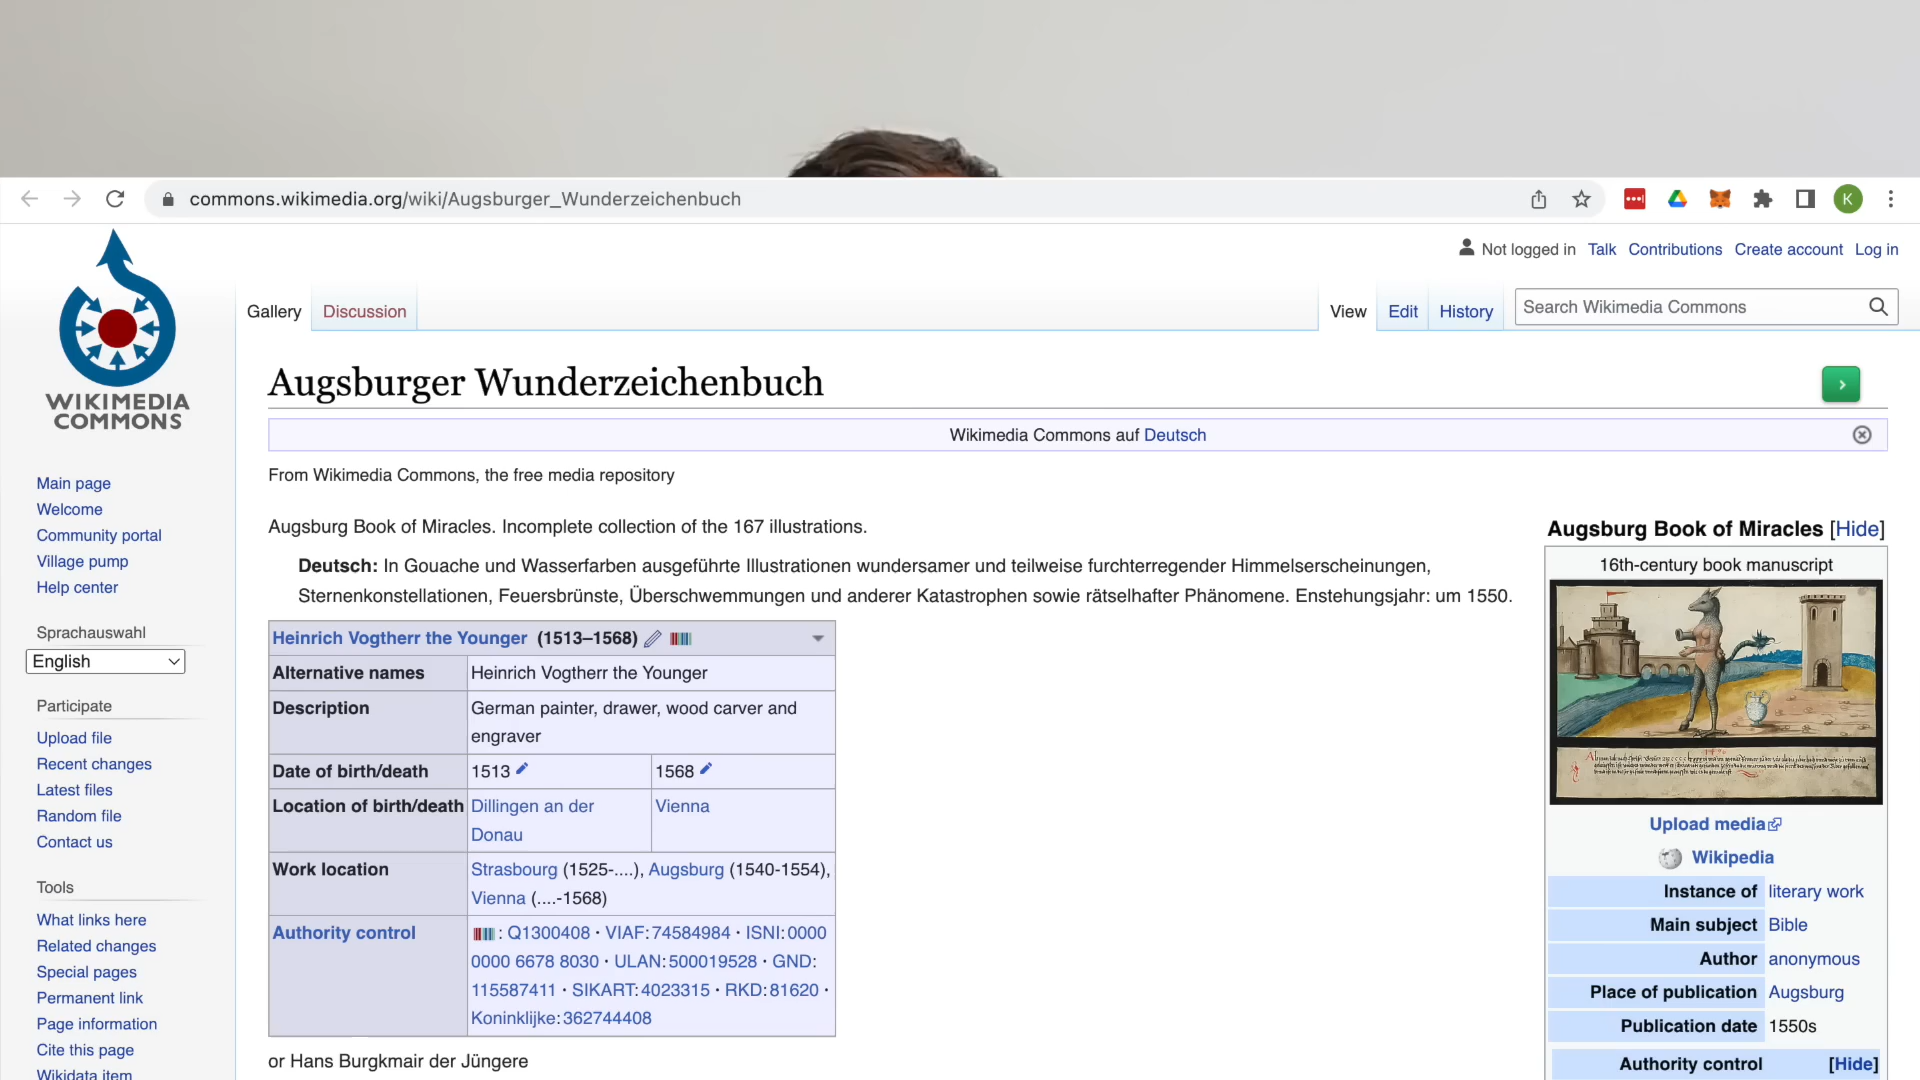 commons.wikimedia.org/wiki/Augsburger_Wunderzeichenbuch
K
Not logged in Talk Contributions Create account Log in
WIKIMEDIA
COMMONS
Gallery Discussion View Edit History Search Wikimedia Commons
Augsburger Wunderzeichenbuch
Wikimedia Commons auf Deutsch
From Wikimedia Commons, the free media repository
Main page
Welcome
Community portal
Village pump
Help center
Sprachauswahl
English
Participate
Upload file
Recent changes
Latest files
Random file
Contact us
Tools
What links here
Related changes
Special pages
Permanent link
Page information
Cite this page
Wikidata item
Augsburg Book of Miracles. Incomplete collection of the 167 illustrations.
Deutsch: In Gouache und Wasserfarben ausgeführte Illustrationen wundersamer und teilweise furchterregender Himmelserscheinungen,
Sternenkonstellationen, Feuersbrünste, Überschwemmungen und anderer Katastrophen sowie rätselhafter Phänomene. Enstehungsjahr: um 1550.
Heinrich Vogtherr the Younger (1513–1568)
Alternative names Heinrich Vogtherr the Younger
Description German painter, drawer, wood carver and
engraver
Date of birth/death 1513 1568
Location of birth/death Dillingen an der Vienna
Donau
Work location Strasbourg (1525-....), Augsburg (1540-1554),
Vienna (....-1568)
Authority control : Q1300408 · VIAF:74584984 · ISNI:0000
0000 6678 8030 · ULAN:500019528 · GND:
115587411 · SIKART:4023315 · RKD:81620 ·
Koninklijke:362744408
or Hans Burgkmair der Jüngere
Augsburg Book of Miracles [Hide]
16th-century book manuscript
Upload media
Wikipedia
Instance of literary work
Main subject Bible
Author anonymous
Place of publication Augsburg
Publication date 1550s
Authority control [Hide]